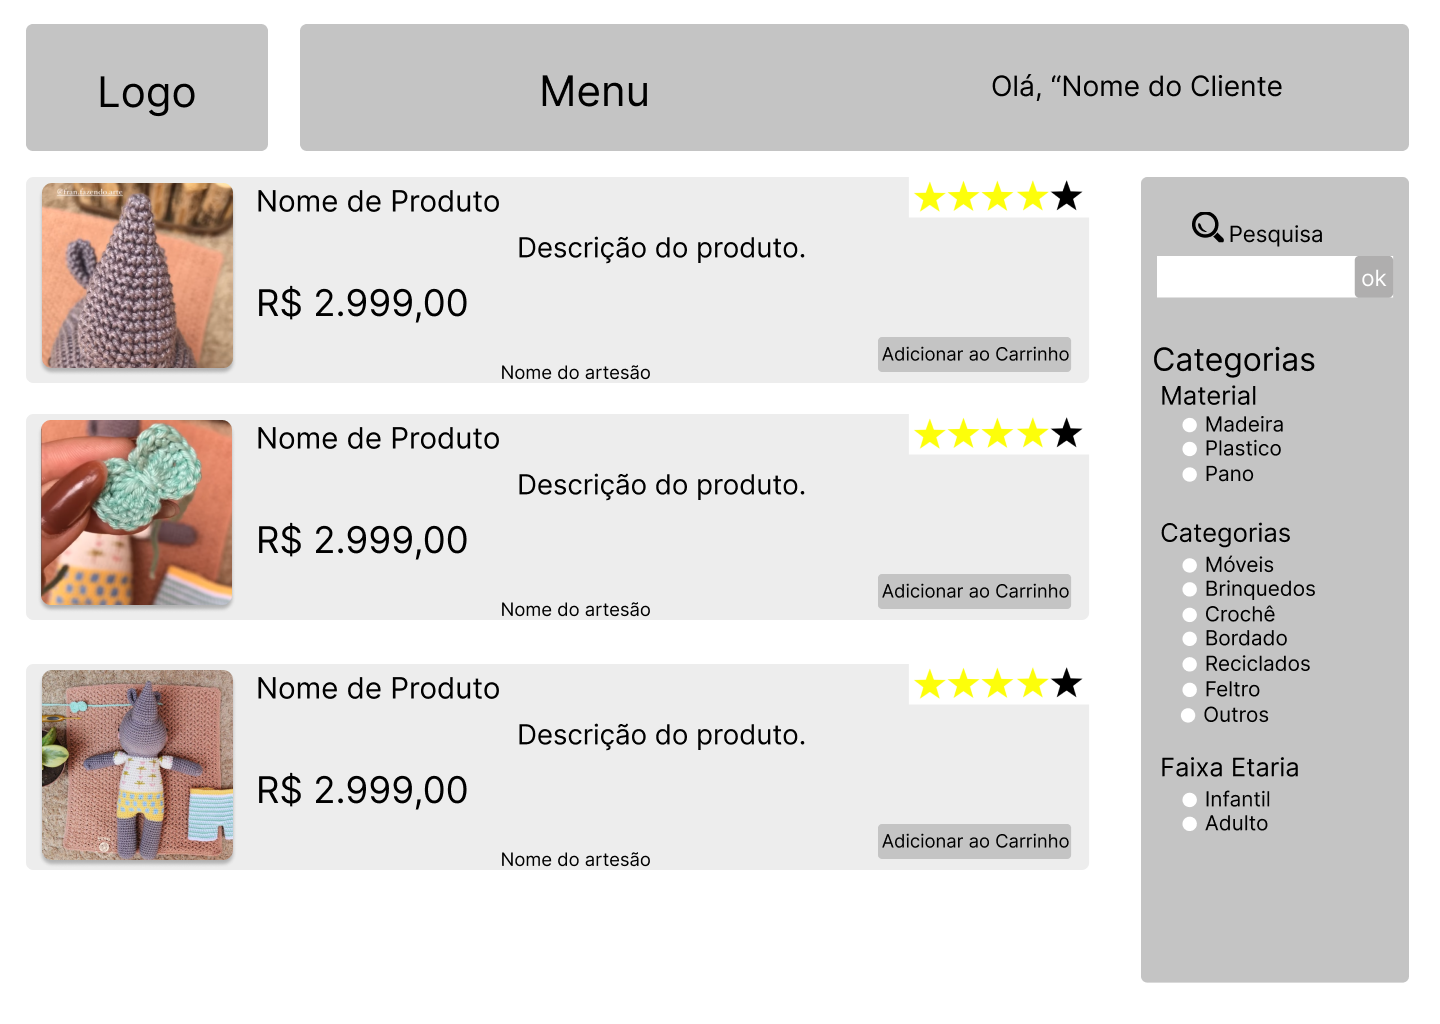 Logo
Menu
Olá, “Nome do Cliente
@fran.fazendo.arte
Nome de Produto
Descrição do produto.
R$ 2.999,00
Nome do artesão
Adicionar ao Carrinho
Nome de Produto
Descrição do produto.
R$ 2.999,00
Nome do artesão
Adicionar ao Carrinho
Nome de Produto
Descrição do produto.
R$ 2.999,00
Nome do artesão
Adicionar ao Carrinho
Pesquisa
ok
Categorias
Material
Madeira
Plastico
Pano
Categorias
Móveis
Brinquedos
Crochê
Bordado
Reciclados
Feltro
Outros
Faixa Etaria
Infantil
Adulto